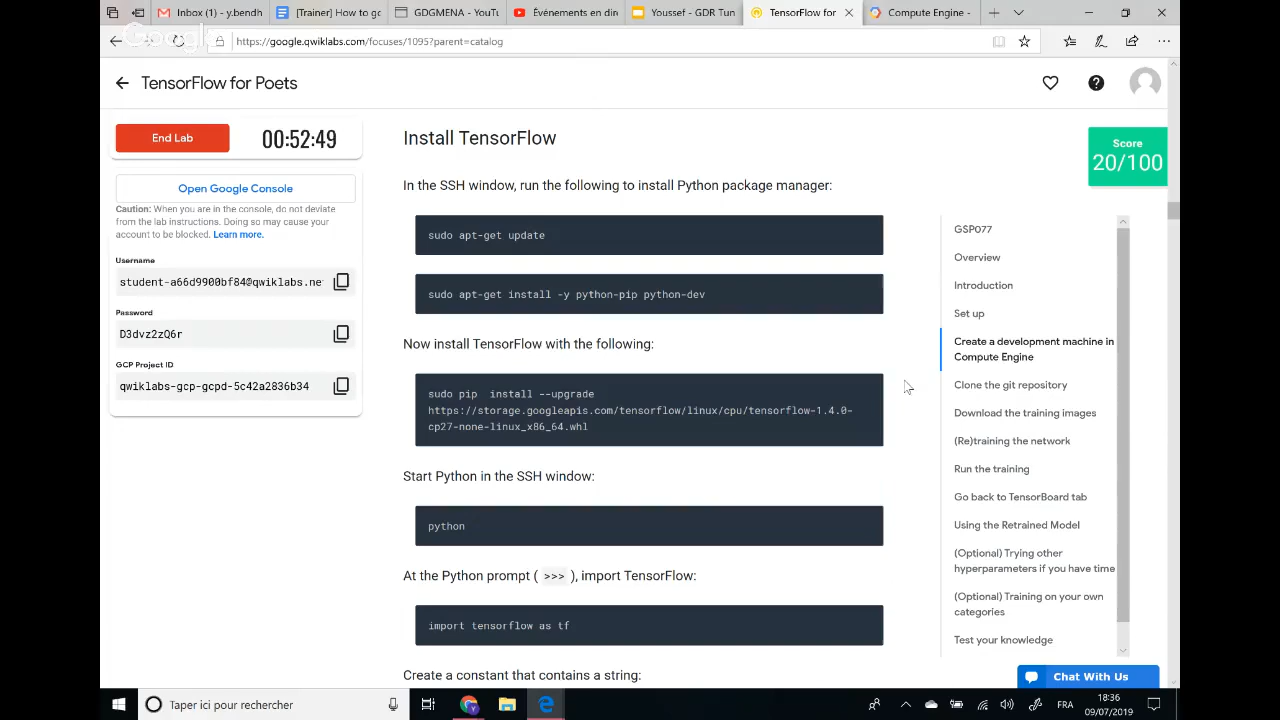 Inbox (1) - y.bendh
[Trainer] How to go
GDGMENA - YouTu
Événements en dir
Youssef - GDR Tun
TensorFlow for
Compute Engine -
https://google.qwiklabs.com/focuses/1095?parent=catalog
TensorFlow for Poets
End Lab
00:52:49
Open Google Console
Caution: When you are in the console, do not deviate
from the lab instructions. Doing so may cause your
account to be blocked. Learn more.
Username
student-a66d9900bf84@qwiklabs.ne
Password
D3dvz2zQ6r
GCP Project ID
qwiklabs-gcp-gcpd-5c42a2836b34
Install TensorFlow
In the SSH window, run the following to install Python package manager:
sudo apt-get update
sudo apt-get install -y python-pip python-dev
Now install TensorFlow with the following:
sudo pip  install --upgrade
https://storage.googleapis.com/tensorflow/linux/cpu/tensorflow-1.4.0-
cp27-none-linux_x86_64.whl
Start Python in the SSH window:
python
At the Python prompt ( >>> ), import TensorFlow:
import tensorflow as tf
Create a constant that contains a string:
Score
20/100
GSP077
Overview
Introduction
Set up
Create a development machine in
Compute Engine
Clone the git repository
Download the training images
(Re)training the network
Run the training
Go back to TensorBoard tab
Using the Retrained Model
(Optional) Trying other
hyperparameters if you have time
(Optional) Training on your own
categories
Test your knowledge
Chat With Us
Taper ici pour rechercher
FRA
18:36
09/07/2019